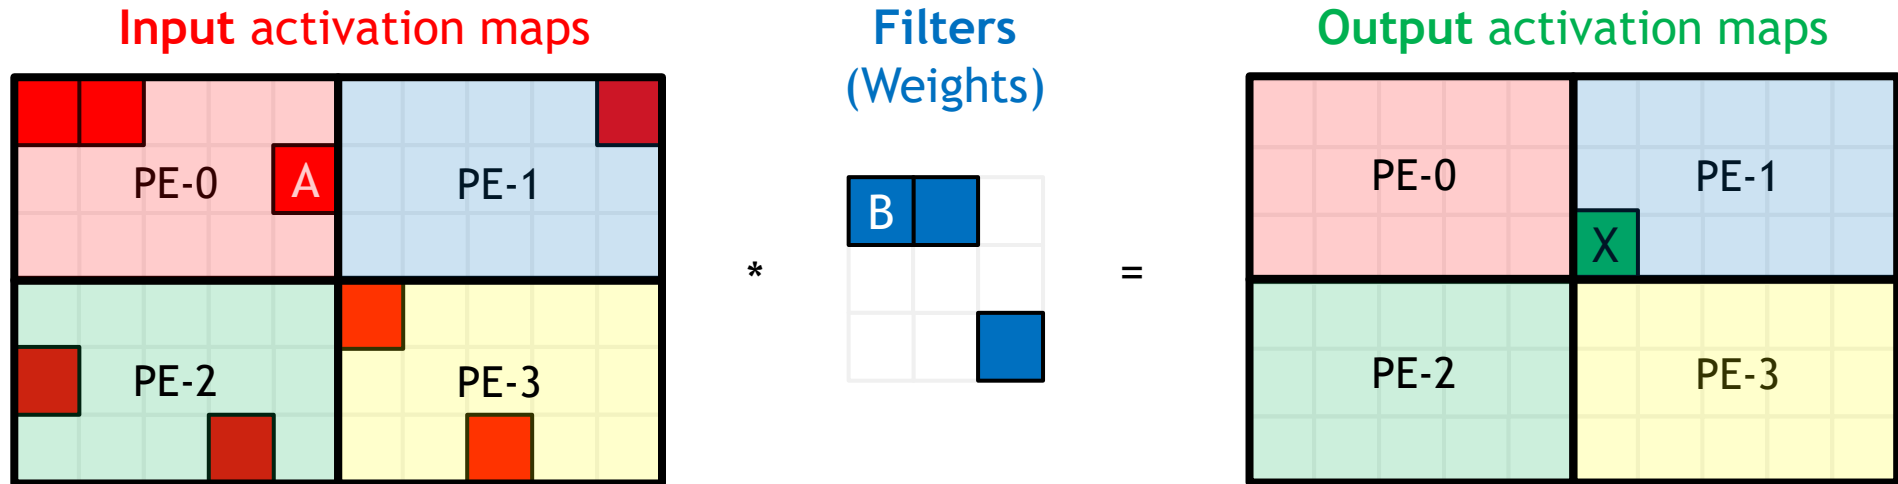 Input activation maps
Filters
(Weights)
Output activation maps
PE-0
A
PE-1
PE-2
PE-3
*
B
=
PE-0
PE-1
X
PE-2
PE-3